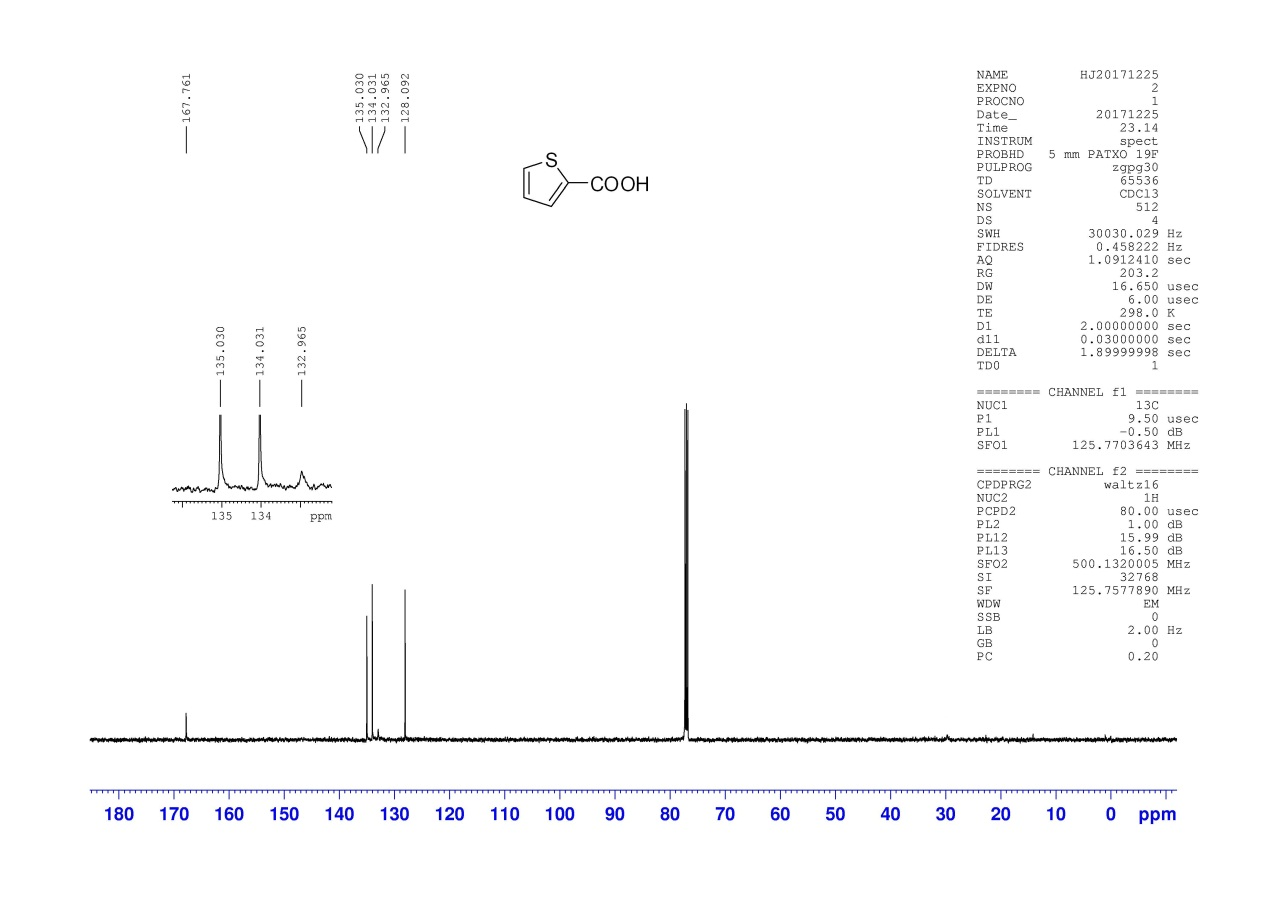 167.761
135.030
134.031
132.965
128.092
S
COOH
135.030
134.031
132.965
135 134 ppm
180 170 160 150 140 130 120 110 100 90 80 70 60 50 40 30 20 10 0 ppm
NAME HJ20171225
EXPNO 2
PROCNO 1
Date_ 20171225
Time 23.14
INSTRUM spect
PROBHD 5 mm PATXO 19F
PULPROG zgpg30
TD 65536
SOLVENT CDCl3
NS 512
DS 4
SWH 30030.029 Hz
FIDRES 0.458222 Hz
AQ 1.0912410 sec
RG 203.2
DW 16.650 usec
DE 6.00 usec
TE 298.0 K
D1 2.00000000 sec
d11 0.03000000 sec
DELTA 1.89999998 sec
TD0 1
======== CHANNEL f1 ========
NUC1 13C
P1 9.50 usec
PL1 -0.50 dB
SFO1 125.7703643 MHz
======== CHANNEL f2 ========
CPDPRG2 waltz16
NUC2 1H
PCPD2 80.00 usec
PL2 1.00 dB
PL12 15.99 dB
PL13 16.50 dB
SFO2 500.1320005 MHz
SI 32768
SF 125.7577890 MHz
WDW EM
SSB 0
LB 2.00 Hz
GB 0
PC 0.20